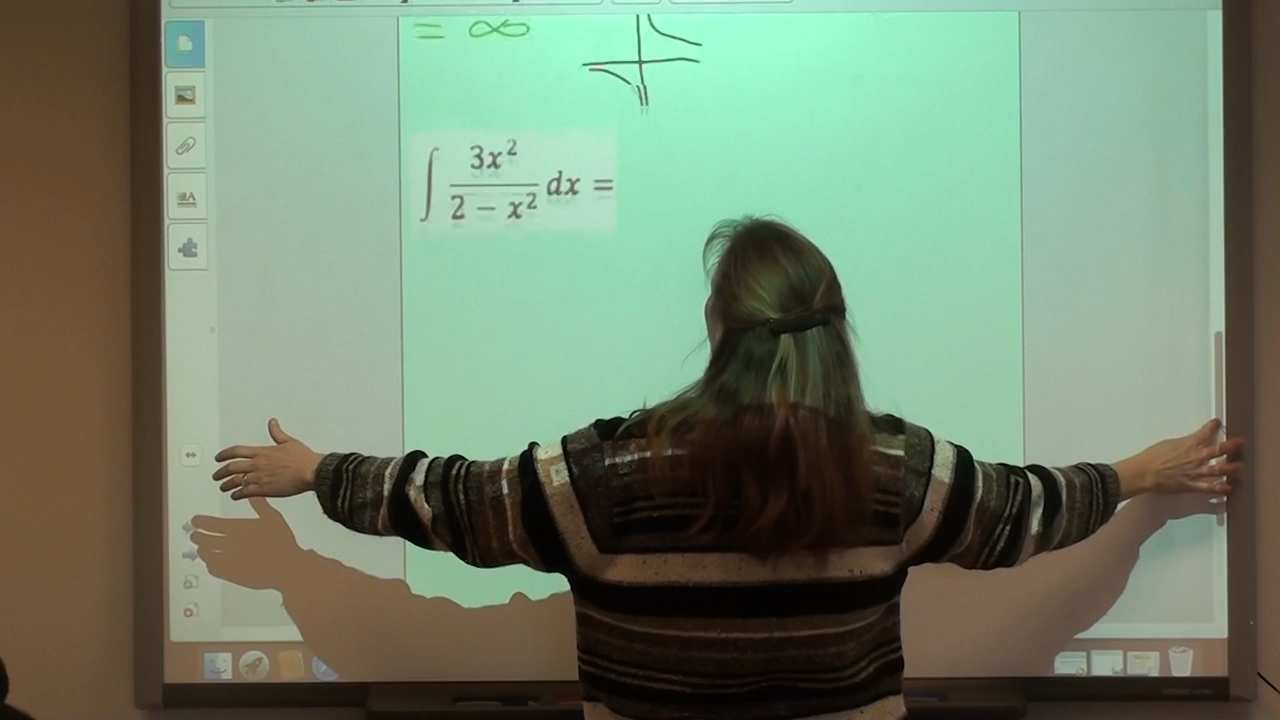 = ∞
∫ 3x² / 2 − x² dx =